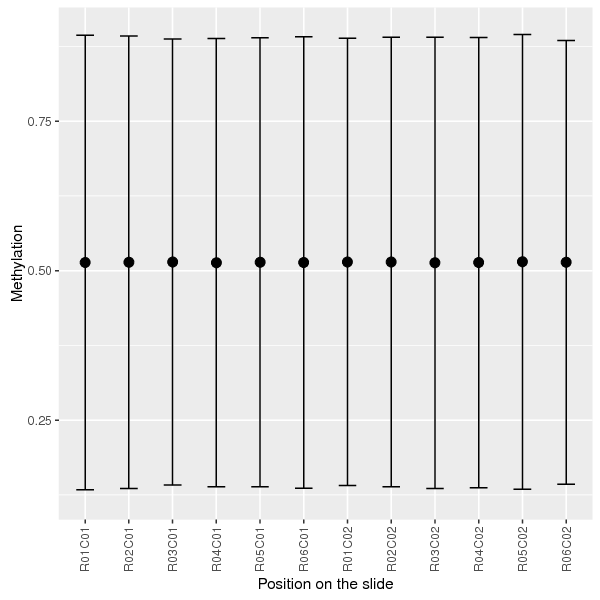 Methylation
0.75
0.50
0.25
R01C01
R02C01
R03C01
R04C01
R05C01
R06C01
R01C02
R02C02
R03C02
R04C02
R05C02
R06C02
Position on the slide